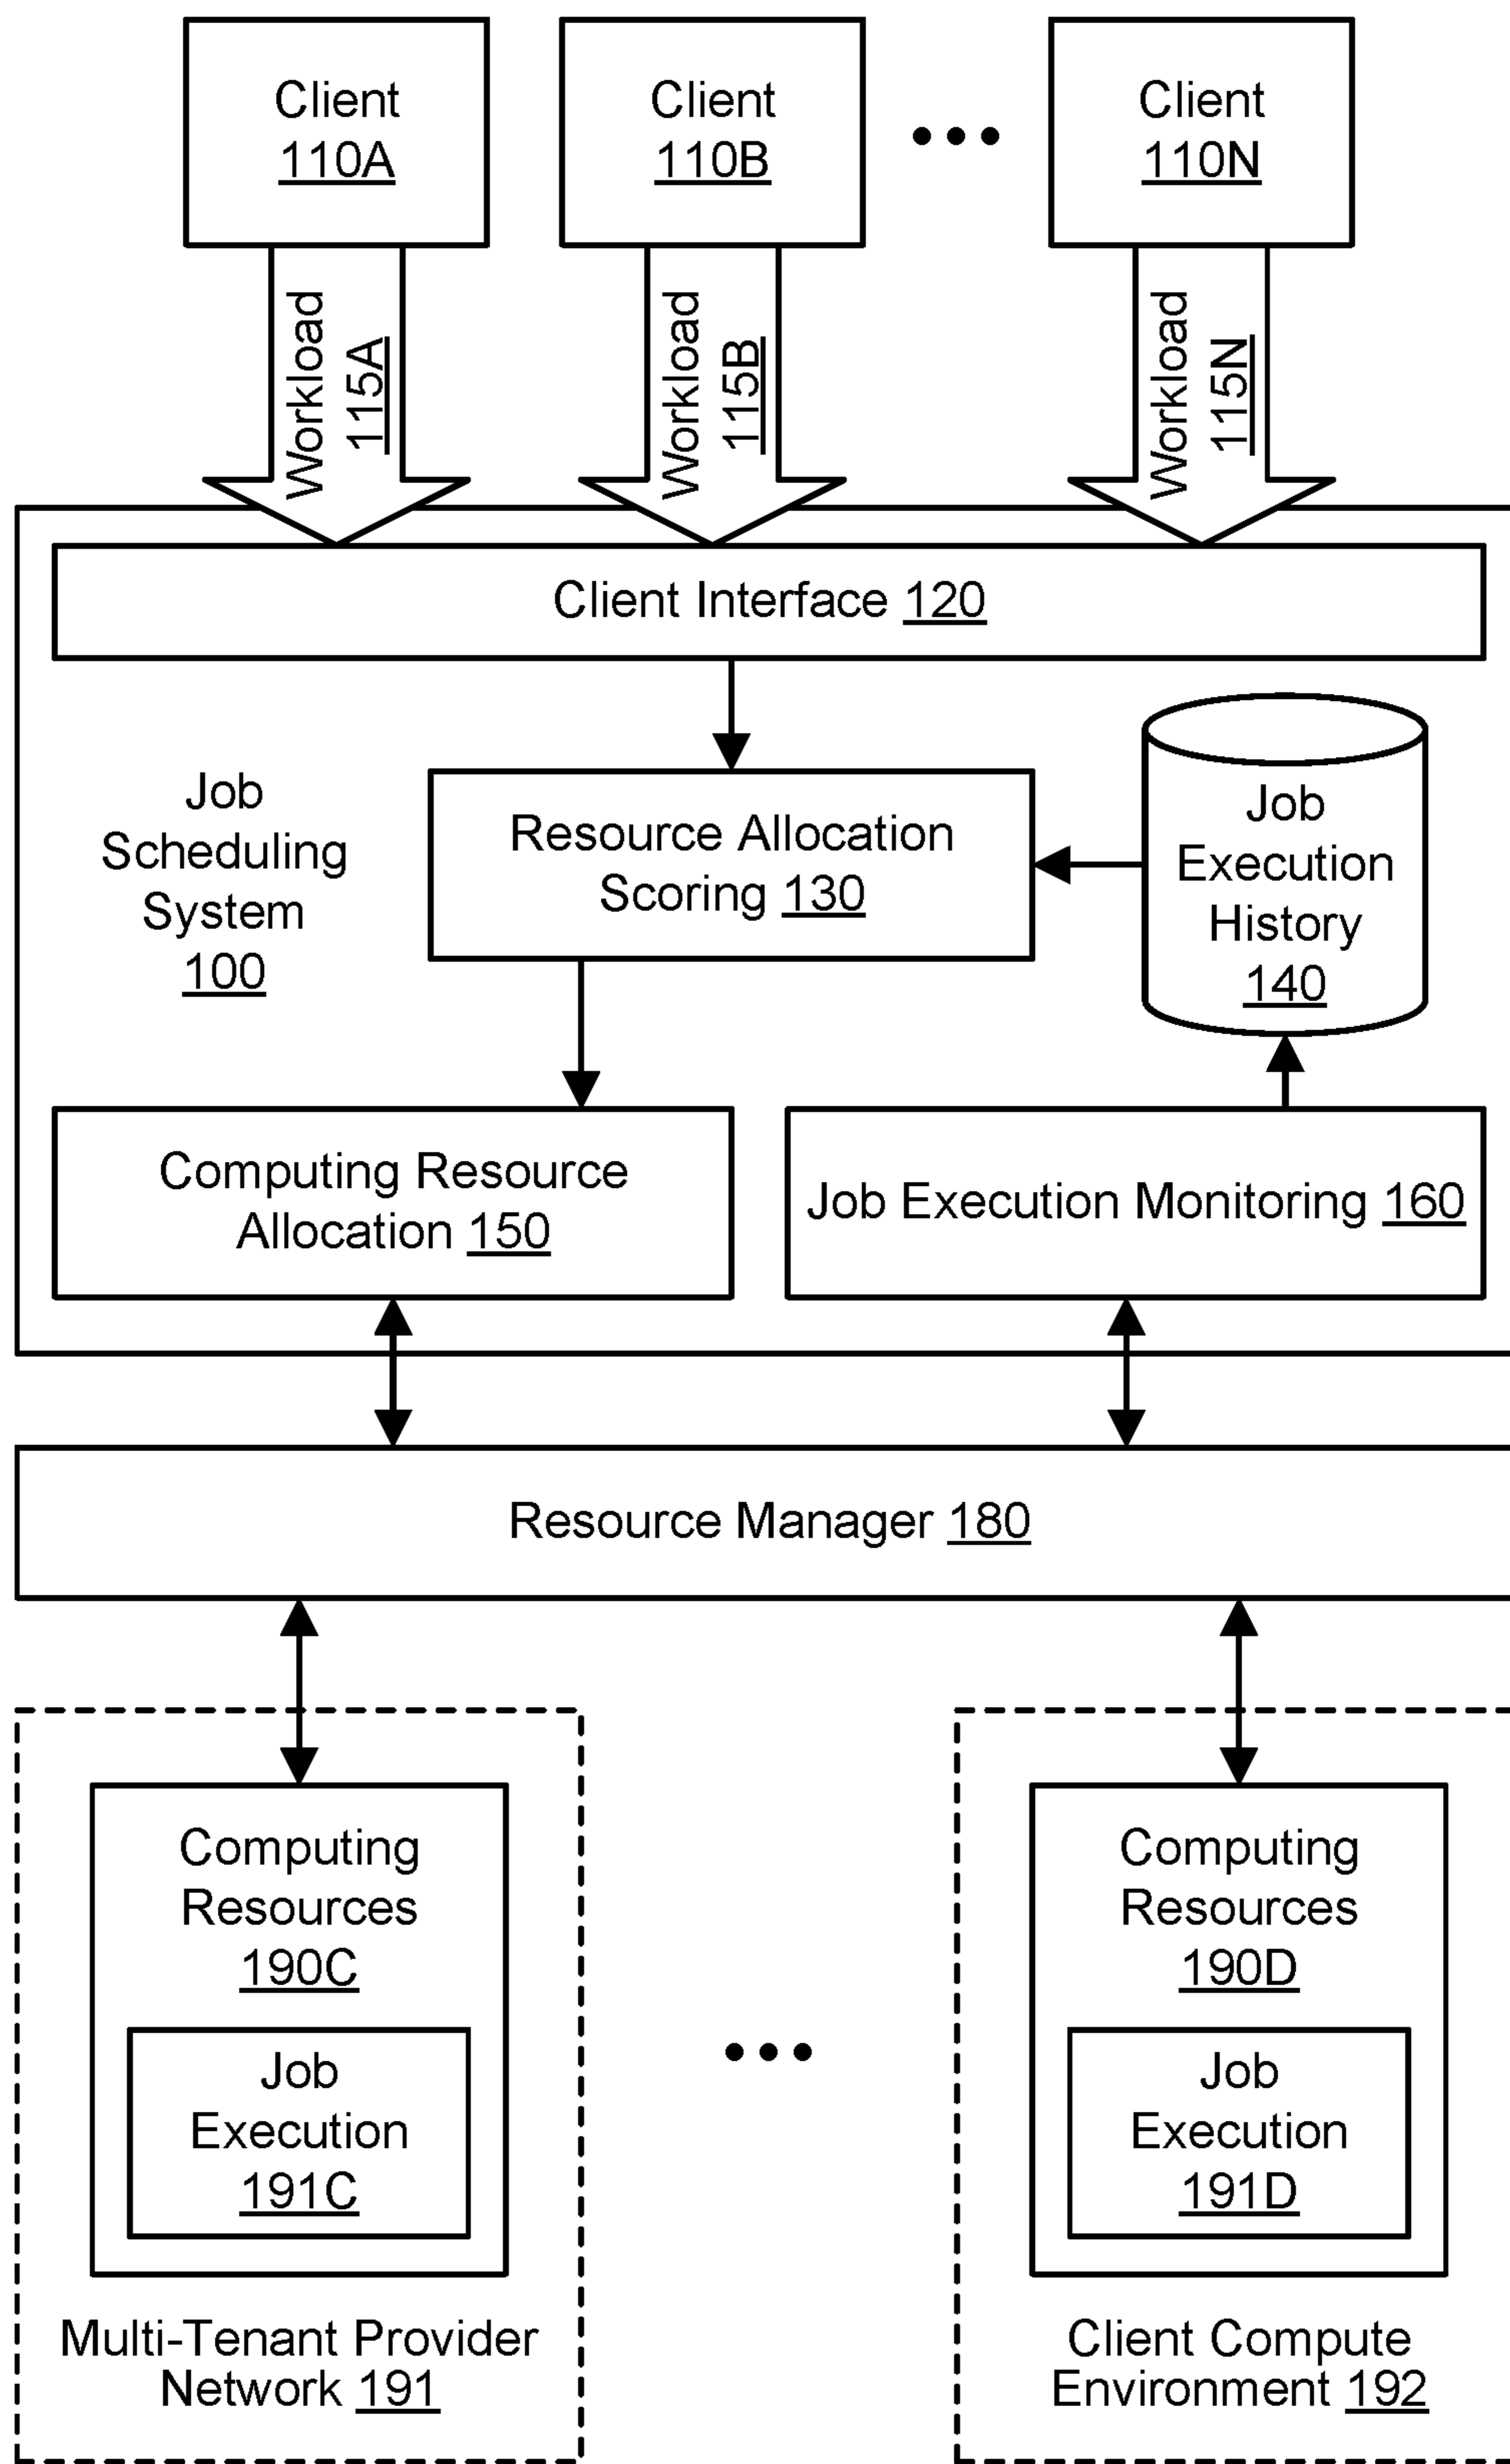 Client
110A
Client
110B
Client
110N
Workload
115A
Workload
115B
Workload
115N
Client Interface 120
Job
Scheduling
System
100
Resource Allocation
Scoring 130
Job
Execution
History
140
Computing Resource
Allocation 150
Job Execution Monitoring 160
Resource Manager 180
Computing
Resources
190C
Job
Execution
191C
Multi-Tenant Provider
Network 191
Computing
Resources
190D
Job
Execution
191D
Client Compute
Environment 192